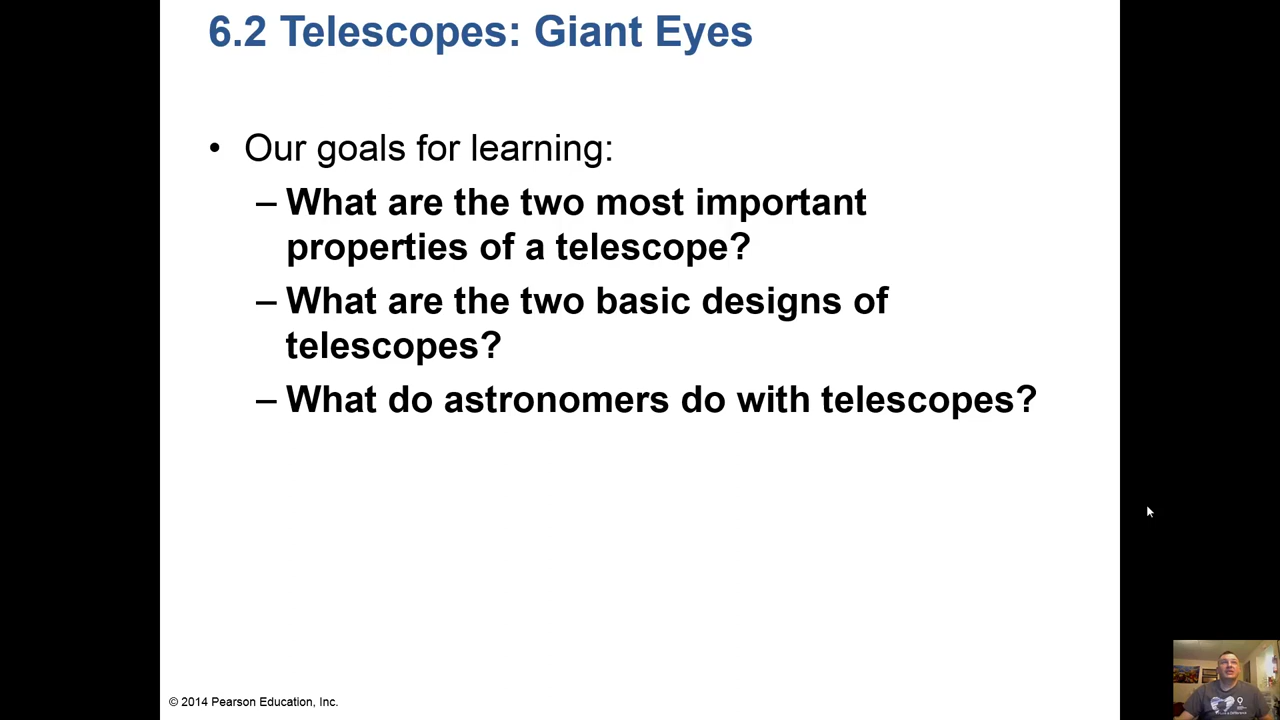 6.2 Telescopes: Giant Eyes
• Our goals for learning:
– What are the two most important
properties of a telescope?
– What are the two basic designs of
telescopes?
– What do astronomers do with telescopes?
© 2014 Pearson Education, Inc.